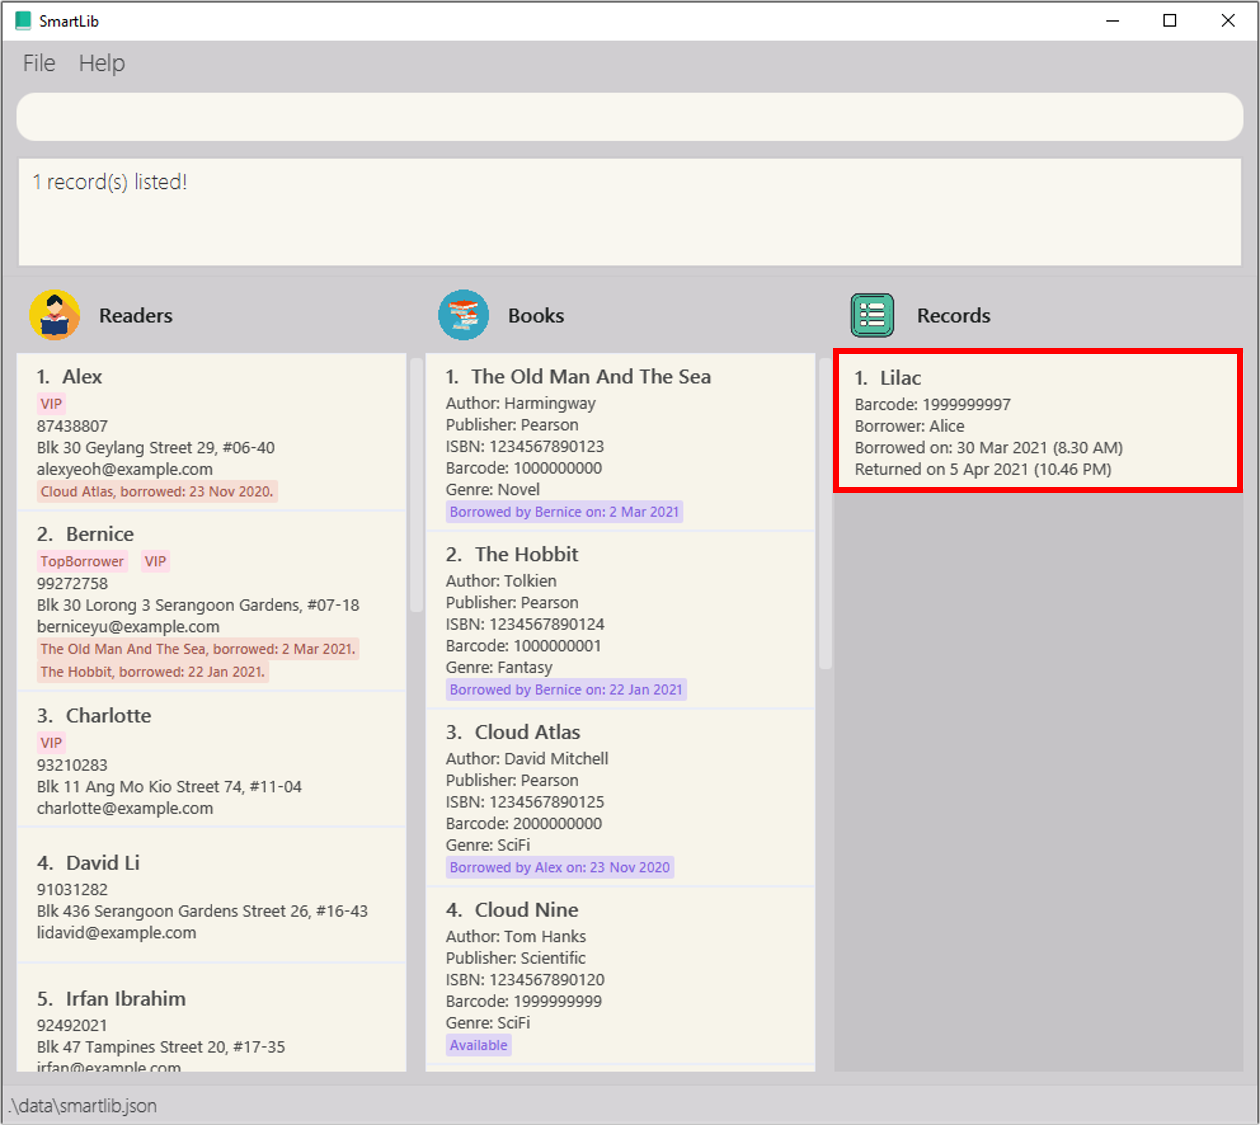 SmartLib
File Help
1 record(s) listed!
Readers
1. Alex
VIP
87438807
Blk 30 Geylang Street 29, #06-40
alexyeoh@example.com
Cloud Atlas, borrowed: 23 Nov 2020.
2. Bernice
TopBorrower VIP
99272758
Blk 30 Lorong 3 Serangoon Gardens, #07-18
berniceyu@example.com
The Old Man And The Sea, borrowed: 2 Mar 2021.
The Hobbit, borrowed: 22 Jan 2021.
3. Charlotte
VIP
93210283
Blk 11 Ang Mo Kio Street 74, #11-04
charlotte@example.com
4. David Li
91031282
Blk 436 Serangoon Gardens Street 26, #16-43
lidavid@example.com
5. Irfan Ibrahim
92492021
Blk 47 Tampines Street 20, #17-35
irfan@example.com
Books
1. The Old Man And The Sea
Author: Harmingway
Publisher: Pearson
ISBN: 1234567890123
Barcode: 1000000000
Genre: Novel
Borrowed by Bernice on: 2 Mar 2021
2. The Hobbit
Author: Tolkien
Publisher: Pearson
ISBN: 1234567890124
Barcode: 1000000001
Genre: Fantasy
Borrowed by Bernice on: 22 Jan 2021
3. Cloud Atlas
Author: David Mitchell
Publisher: Pearson
ISBN: 1234567890125
Barcode: 2000000000
Genre: SciFi
Borrowed by Alex on: 23 Nov 2020
4. Cloud Nine
Author: Tom Hanks
Publisher: Scientific
ISBN: 1234567890120
Barcode: 1999999999
Genre: SciFi
Available
Records
1. Lilac
Barcode: 1999999997
Borrower: Alice
Borrowed on: 30 Mar 2021 (8.30 AM)
Returned on 5 Apr 2021 (10.46 PM)
.\data\smartlib.json